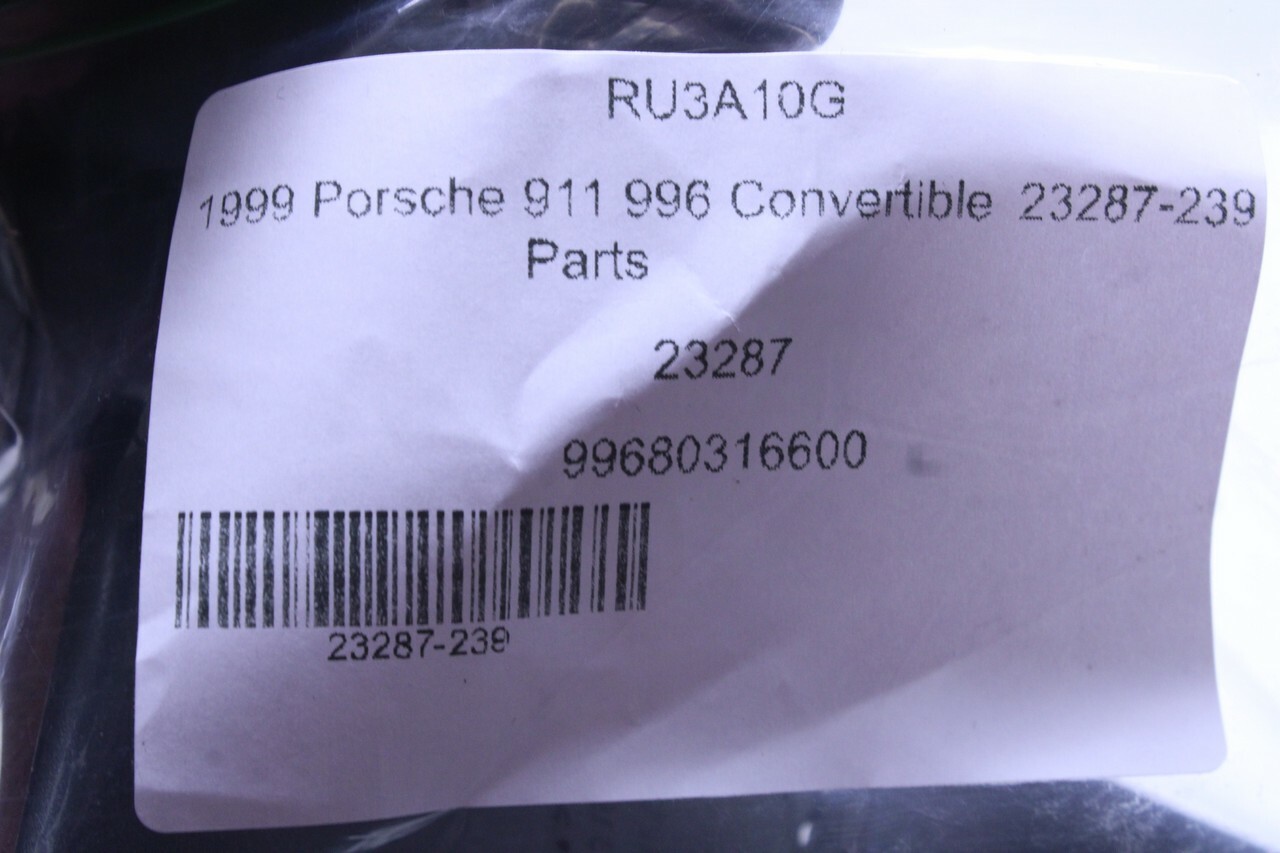 RU3A10G
1999 Porsche 911 996 Convertible 23287-239
Parts
23287
99680316600
23287-239